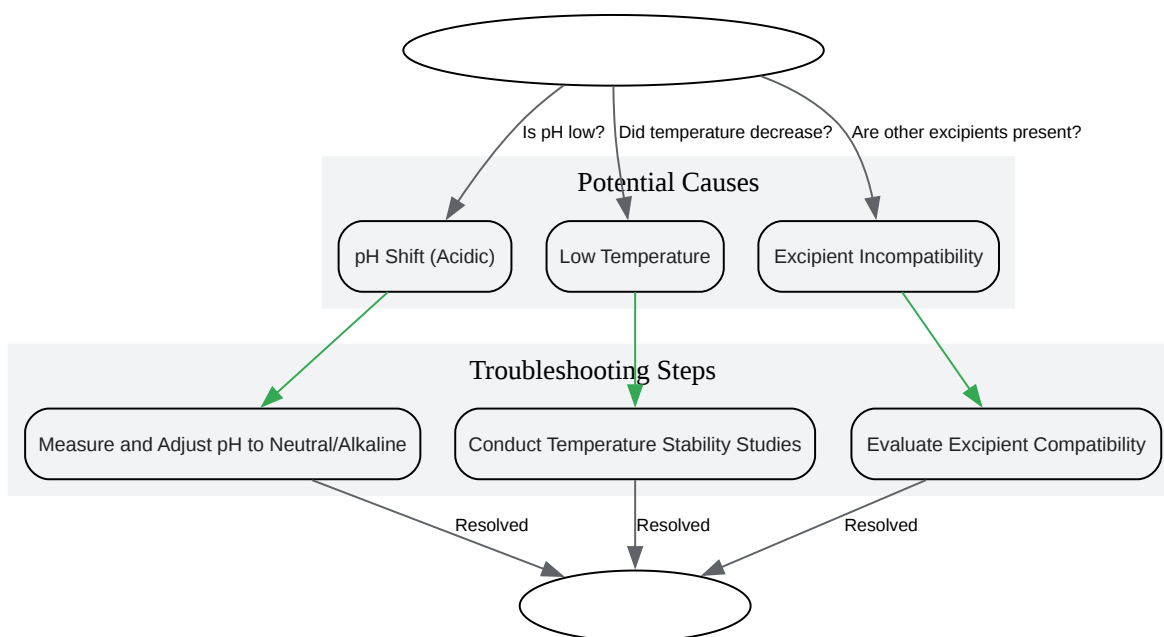 Is pH low?
Did temperature decrease?
Are other excipients present?
Potential Causes
pH Shift (Acidic)
Low Temperature
Excipient Incompatibility
Troubleshooting Steps
Measure and Adjust pH to Neutral/Alkaline
Conduct Temperature Stability Studies
Evaluate Excipient Compatibility
Resolved
Resolved
Resolved